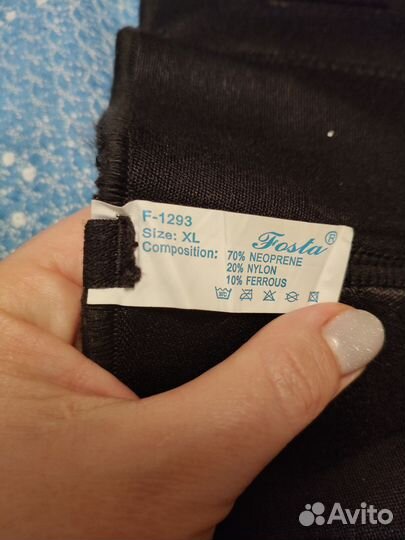 F-1293
Size: XL
Fosta®
Composition: 70% NEOPRENE
20% NYLON
10% FERROUS
Avito